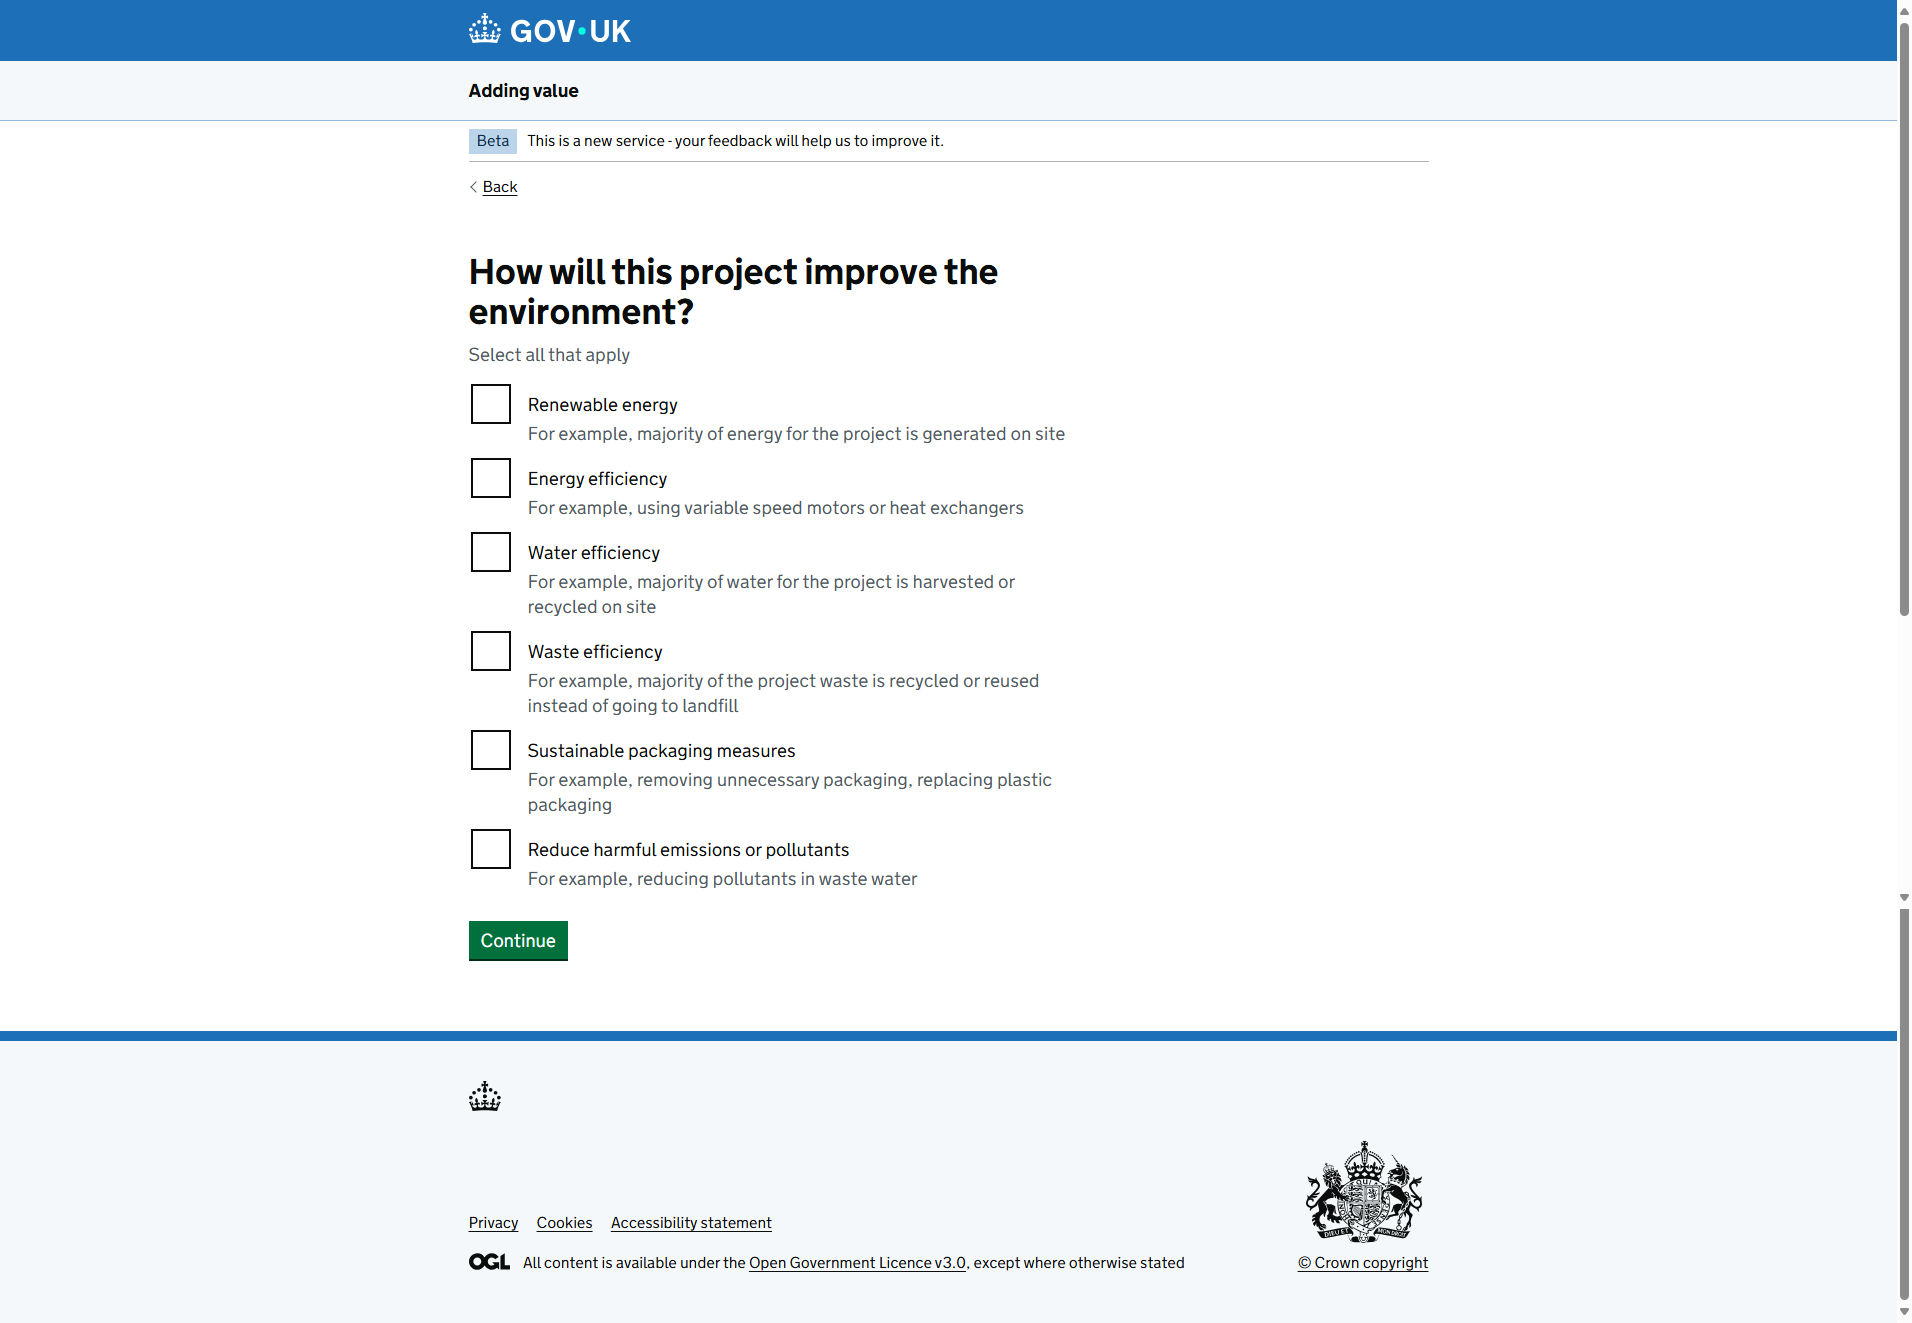 GOV·UK
Adding value
Beta This is a new service - your feedback will help us to improve it.
Back
How will this project improve the
environment?
Select all that apply
Renewable energy
For example, majority of energy for the project is generated on site
Energy efficiency
For example, using variable speed motors or heat exchangers
Water efficiency
For example, majority of water for the project is harvested or
recycled on site
Waste efficiency
For example, majority of the project waste is recycled or reused
instead of going to landfill
Sustainable packaging measures
For example, removing unnecessary packaging, replacing plastic
packaging
Reduce harmful emissions or pollutants
For example, reducing pollutants in waste water
Continue
Privacy Cookies Accessibility statement
OGL All content is available under the Open Government Licence v3.0, except where otherwise stated
© Crown copyright